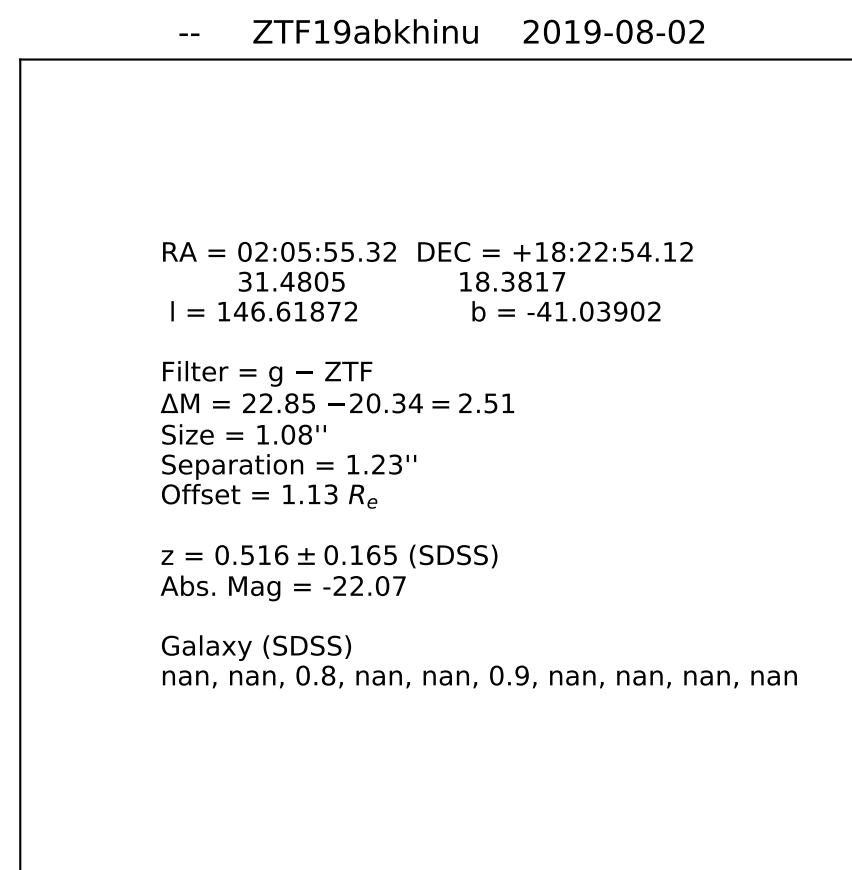 -- ZTF19abkhinu 2019-08-02
RA = 02:05:55.32 DEC = +18:22:54.12
31.4805 18.3817
l = 146.61872 b = -41.03902
Filter = g − ZTF
ΔM = 22.85 −20.34 = 2.51
Size = 1.08''
Separation = 1.23''
Offset = 1.13 Rₑ
z = 0.516 ± 0.165 (SDSS)
Abs. Mag = -22.07
Galaxy (SDSS)
nan, nan, 0.8, nan, nan, 0.9, nan, nan, nan, nan